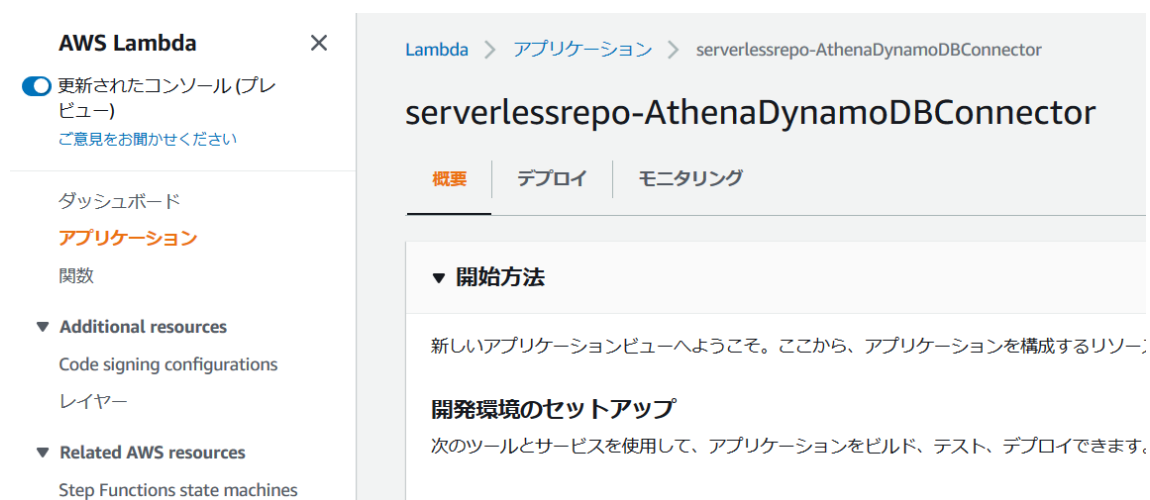 AWS Lambda
更新されたコンソール (プレ
ビュー)
ご意見をお聞かせください
ダッシュボード
アプリケーション
関数
Additional resources
Code signing configurations
レイヤー
Related AWS resources
Step Functions state machines
Lambda > アプリケーション > serverlessrepo-AthenaDynamoDBConnector
serverlessrepo-AthenaDynamoDBConnector
概要 デプロイ モニタリング
開始方法
新しいアプリケーションビューへようこそ。ここから、アプリケーションを構成するリソー
開発環境のセットアップ
次のツールとサービスを使用して、アプリケーションをビルド、テスト、デプロイできます。